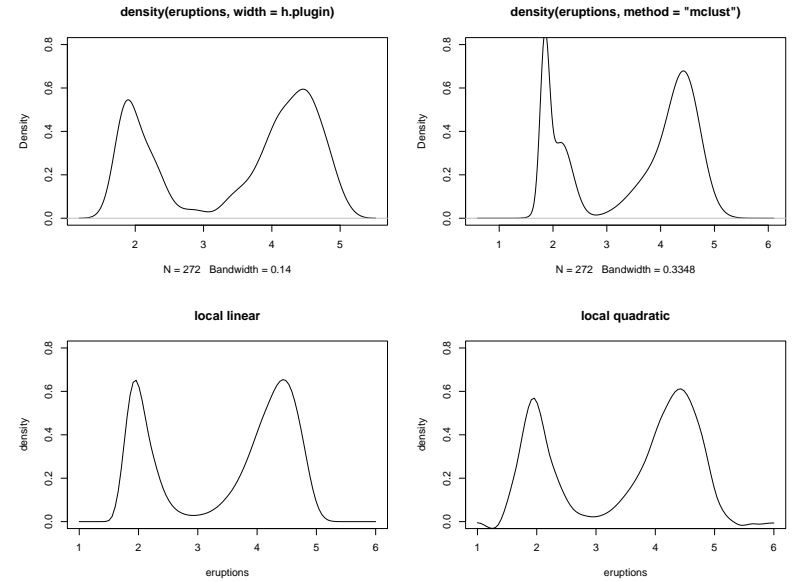 density(eruptions, width = h.plugin)
Density
0.0 0.2 0.4 0.6 0.8
2 3 4 5
N = 272 Bandwidth = 0.14
density(eruptions, method = "mclust")
Density
0.0 0.2 0.4 0.6 0.8
1 2 3 4 5 6
N = 272 Bandwidth = 0.3348
local linear
density
0.0 0.2 0.4 0.6 0.8
1 2 3 4 5 6
eruptions
local quadratic
density
0.0 0.2 0.4 0.6 0.8
1 2 3 4 5 6
eruptions